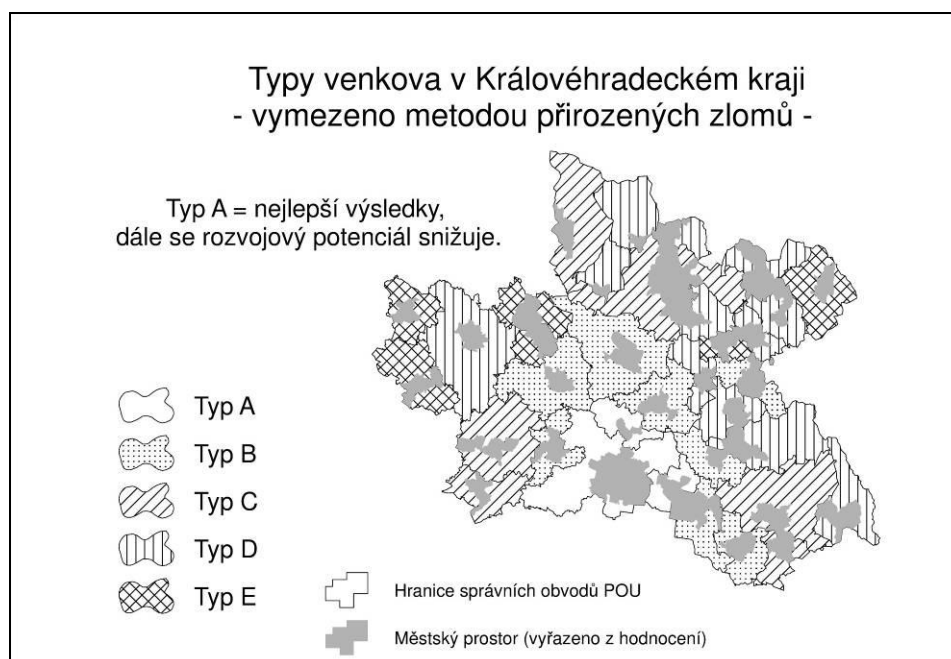 Typy venkova v Královéhradeckém kraji
- vymezeno metodou přirozených zlomů -
Typ A = nejlepší výsledky,
dále se rozvojový potenciál snižuje.
Typ A
Typ B
Typ C
Typ D
Typ E
Hranice správních obvodů POU
Městský prostor (vyřazeno z hodnocení)